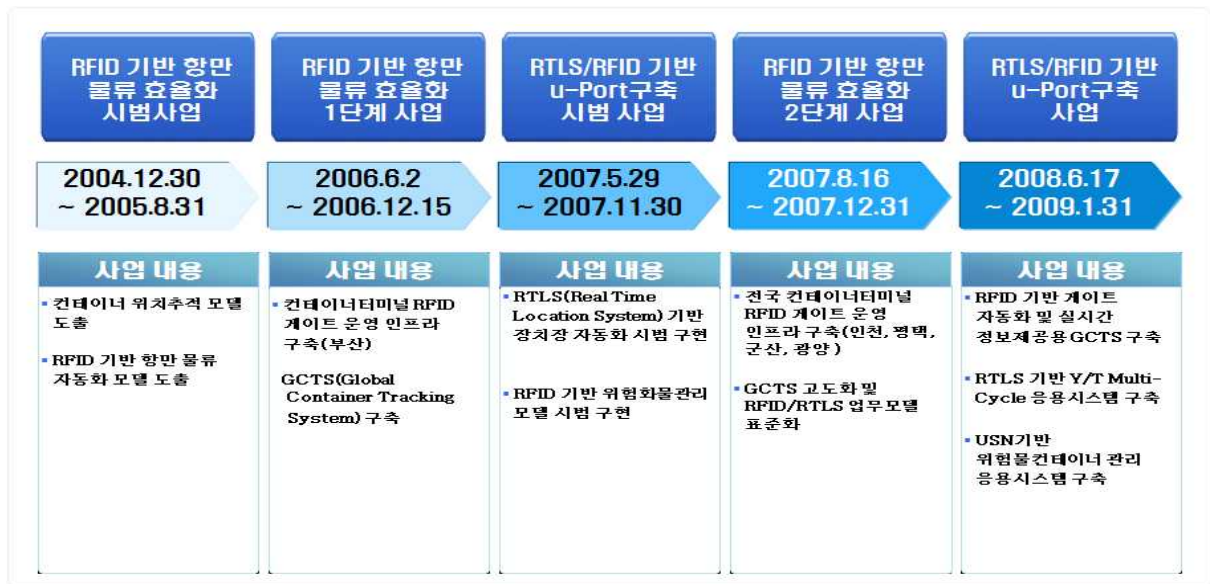 RFID 기반 항만
물류 효율화
시범사업
RFID 기반 항만
물류 효율화
1단계 사업
RTLS/RFID 기반
u-Port구축
시범 사업
RFID 기반 항만
물류 효율화
2단계 사업
RTLS/RFID 기반
u-Port구축
사업
2004.12.30
~ 2005.8.31
2006.6.2
~ 2006.12.15
2007.5.29
~ 2007.11.30
2007.8.16
~ 2007.12.31
2008.6.17
~ 2009.1.31
사업 내용
▪ 컨테이너 위치추적 모델
도출
▪ RFID 기반 항만 물류
자동화 모델 도출
사업 내용
▪ 컨테이너터미널 RFID
게이트 운영 인프라
구축(부산)
GCTS(Global
Container Tracking
System) 구축
사업 내용
▪ RTLS(Real Time
Location System) 기반
장치장 자동화 시범 구현
▪ RFID 기반 위험화물관리
모델 시범 구현
사업 내용
▪ 전국 컨테이너터미널
RFID 게이트 운영
인프라 구축(인천, 평택,
군산, 광양 )
▪ GCTS 고도화 및
RFID/RTLS 업무모델
표준화
사업 내용
▪ RFID 기반 게이트
자동화 및 실시간
정보제공용 GCTS 구축
▪ RTLS 기반 Y/T Multi-
Cycle 응용시스템 구축
▪ USN기반
위험물컨테이너 관리
응용시스템 구축